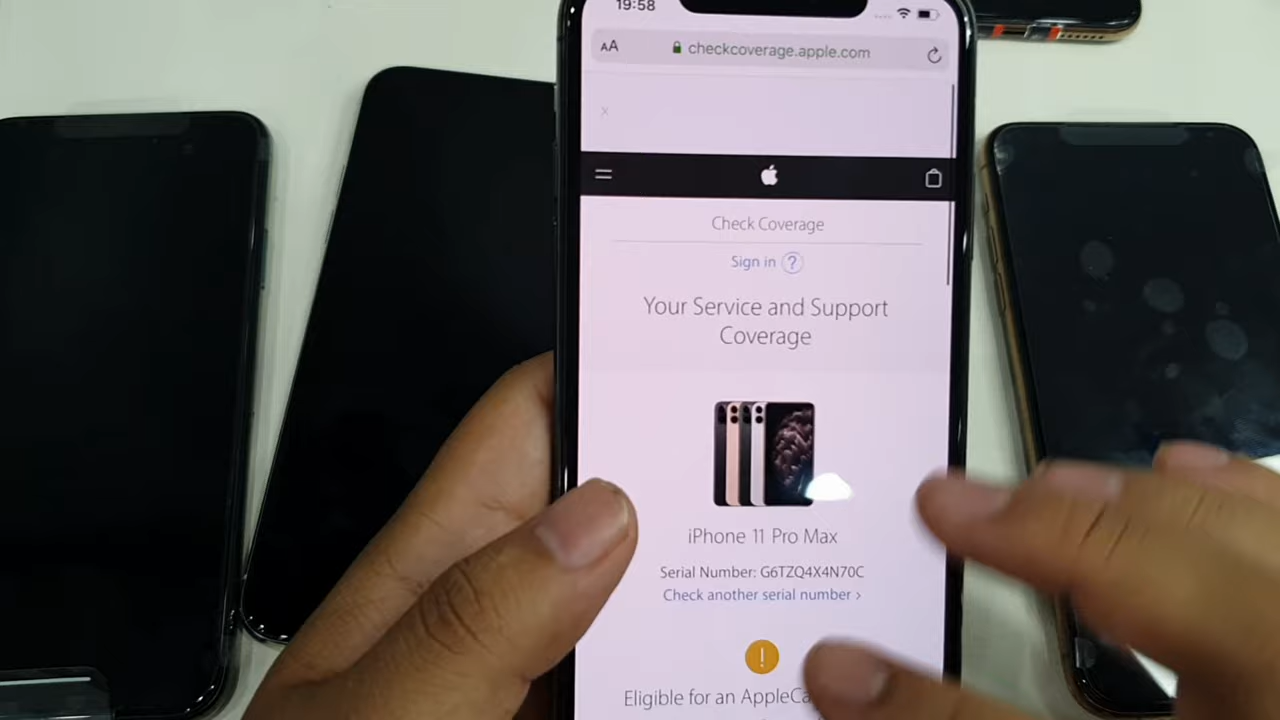 19:58
AA checkcoverage.apple.com
Check Coverage
Sign in ?
Your Service and Support
Coverage
iPhone 11 Pro Max
Serial Number: G6TZQ4X4N70C
Check another serial number >
!
Eligible for an